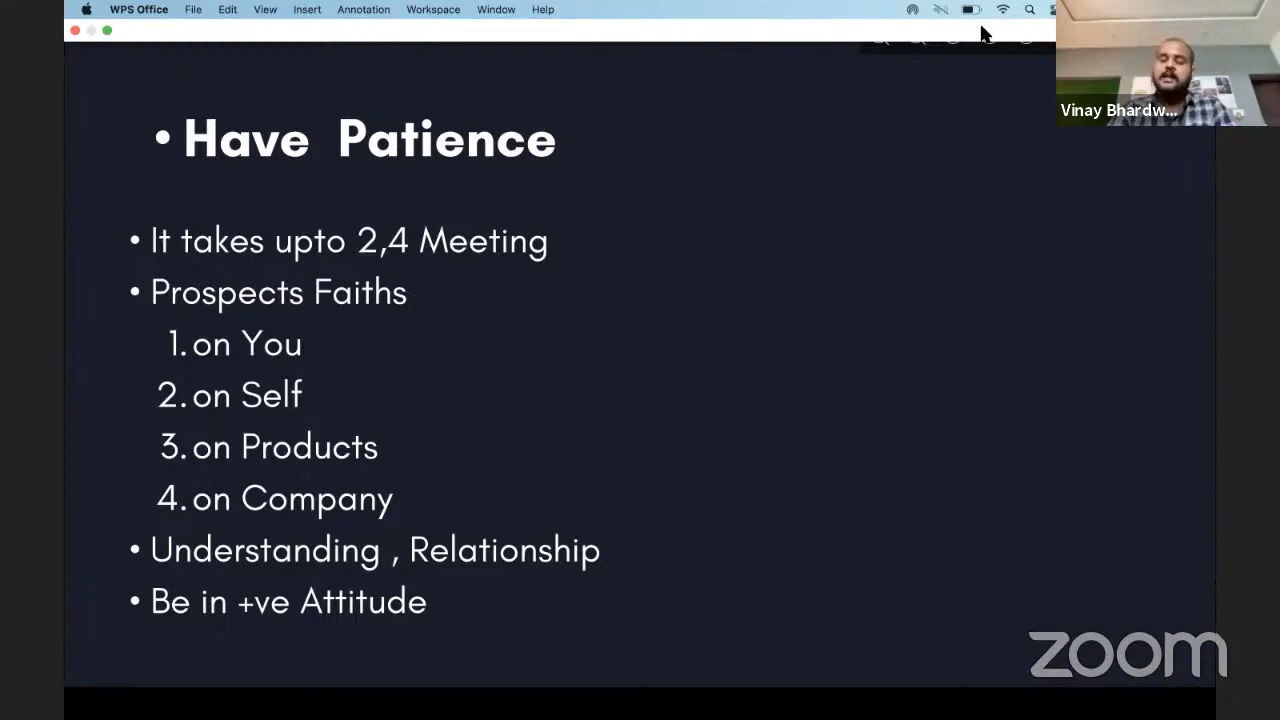 WPS Office File Edit View Insert Annotation Workspace Window Help
Vinay Bhardw...
• Have Patience
• It takes upto 2,4 Meeting
• Prospects Faiths
1. on You
2. on Self
3. on Products
4. on Company
• Understanding , Relationship
• Be in +ve Attitude
zoom